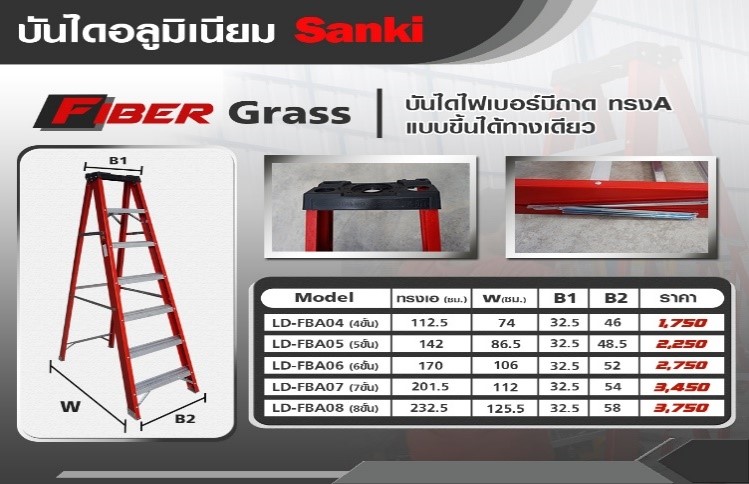 บันไดอลูมิเนียม Sanki
FIBER Grass
บันไดไฟเบอร์มีถาด ทรงA
แบบขึ้นได้ทางเดียว
B1
W
B2
Model ทรงเอ (ซม.) W(ซม.) B1 B2 ราคา
LD-FBA04 (4ขั้น) 112.5 74 32.5 46 1,750
LD-FBA05 (5ขั้น) 142 86.5 32.5 48.5 2,250
LD-FBA06 (6ขั้น) 170 106 32.5 52 2,750
LD-FBA07 (7ขั้น) 201.5 112 32.5 54 3,450
LD-FBA08 (8ขั้น) 232.5 125.5 32.5 58 3,750